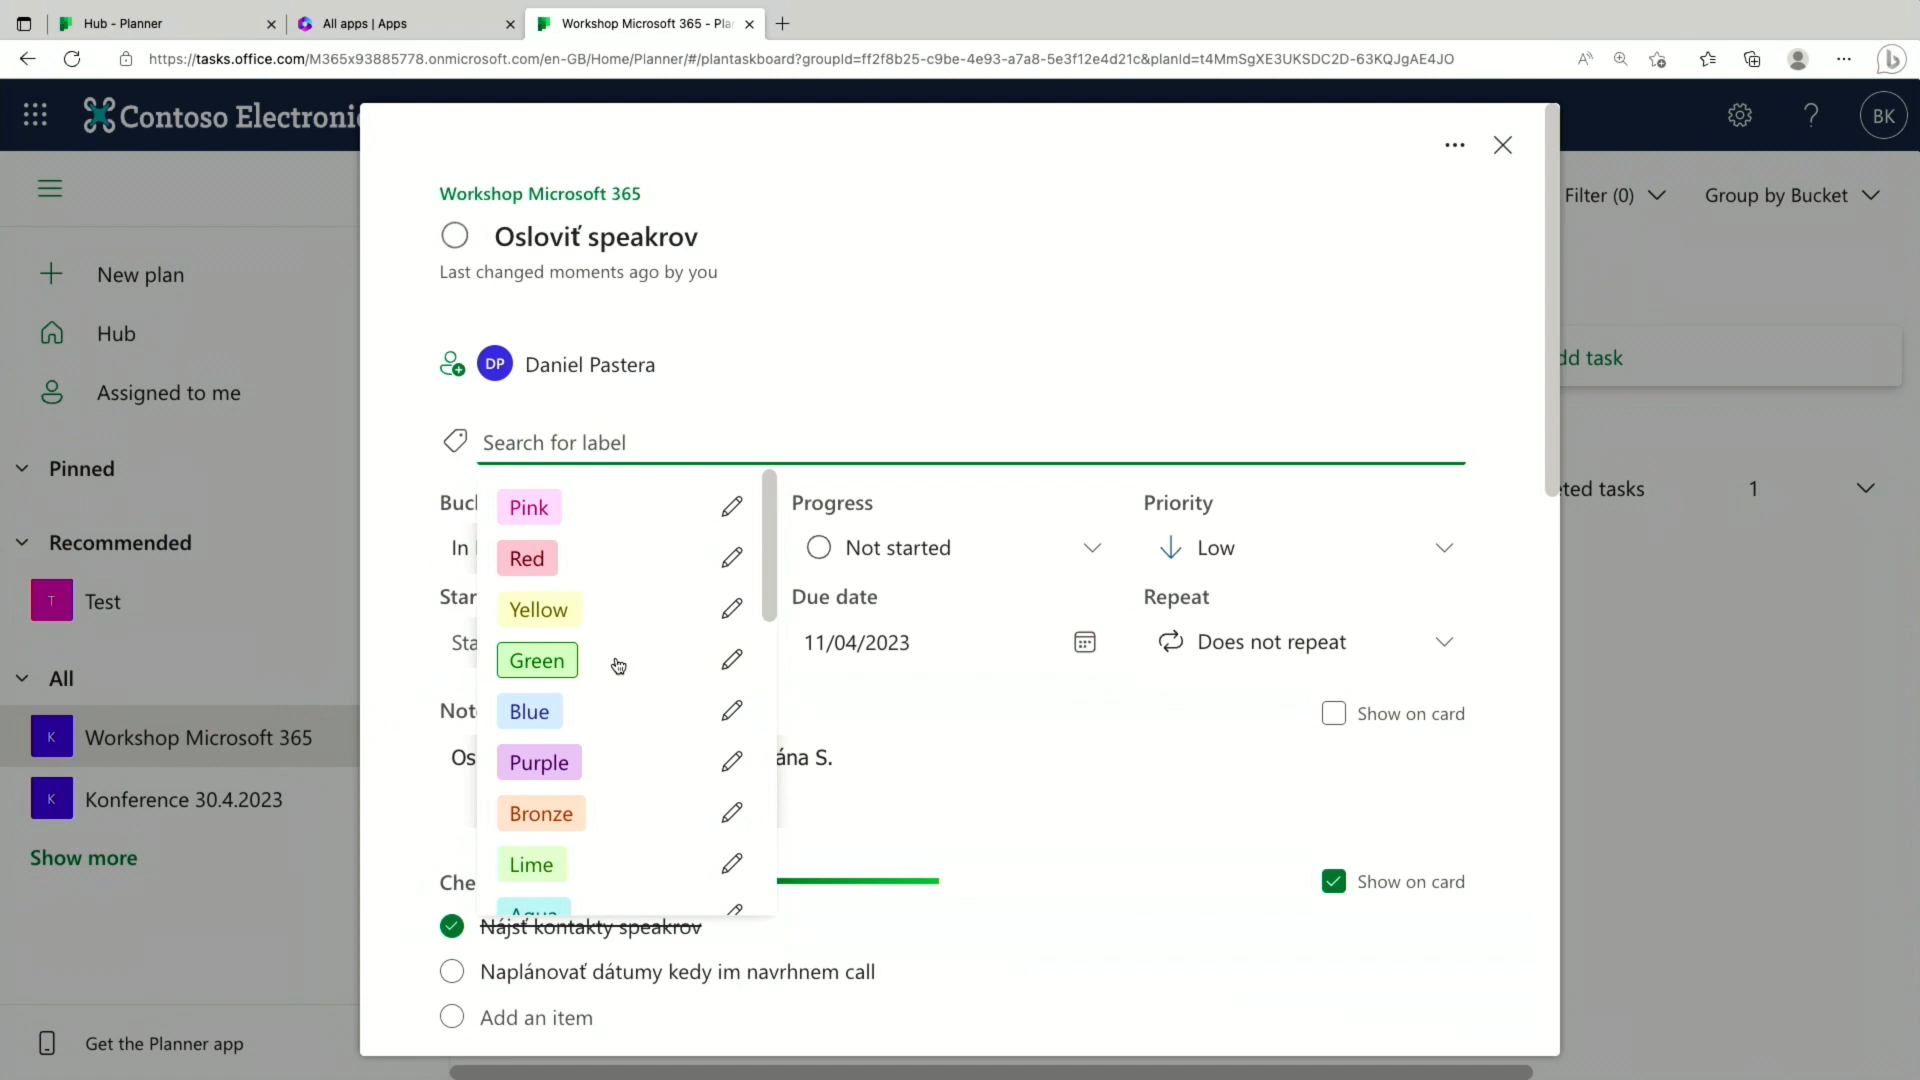 Hub - Planner
All apps | Apps
Workshop Microsoft 365 - Pla
https://tasks.office.com/M365x93885778.onmicrosoft.com/en-GB/Home/Planner/#/plantaskboard?groupId=ff2f8b25-c9be-4e93-a7a8-5e3f12e4d21c&planId=t4MmSgXE3UKSDC2D-63KQJgAE4JO
Contoso Electroni
BK
Filter (0)
Group by Bucket
New plan
Hub
Assigned to me
Pinned
Recommended
T Test
All
K Workshop Microsoft 365
K Konference 30.4.2023
Show more
Get the Planner app
Workshop Microsoft 365
Osloviť speakrov
Last changed moments ago by you
DP Daniel Pastera
Search for label
Buc
In
Star
Sta
Not
Os
ána S.
Che
Pink
Red
Yellow
Green
Blue
Purple
Bronze
Lime
Aqua
Progress
Not started
Priority
Low
Due date
11/04/2023
Repeat
Does not repeat
Show on card
Show on card
Nájsť kontakty speakrov
Naplánovať dátumy kedy im navrhnem call
Add an item
dd task
ted tasks 1